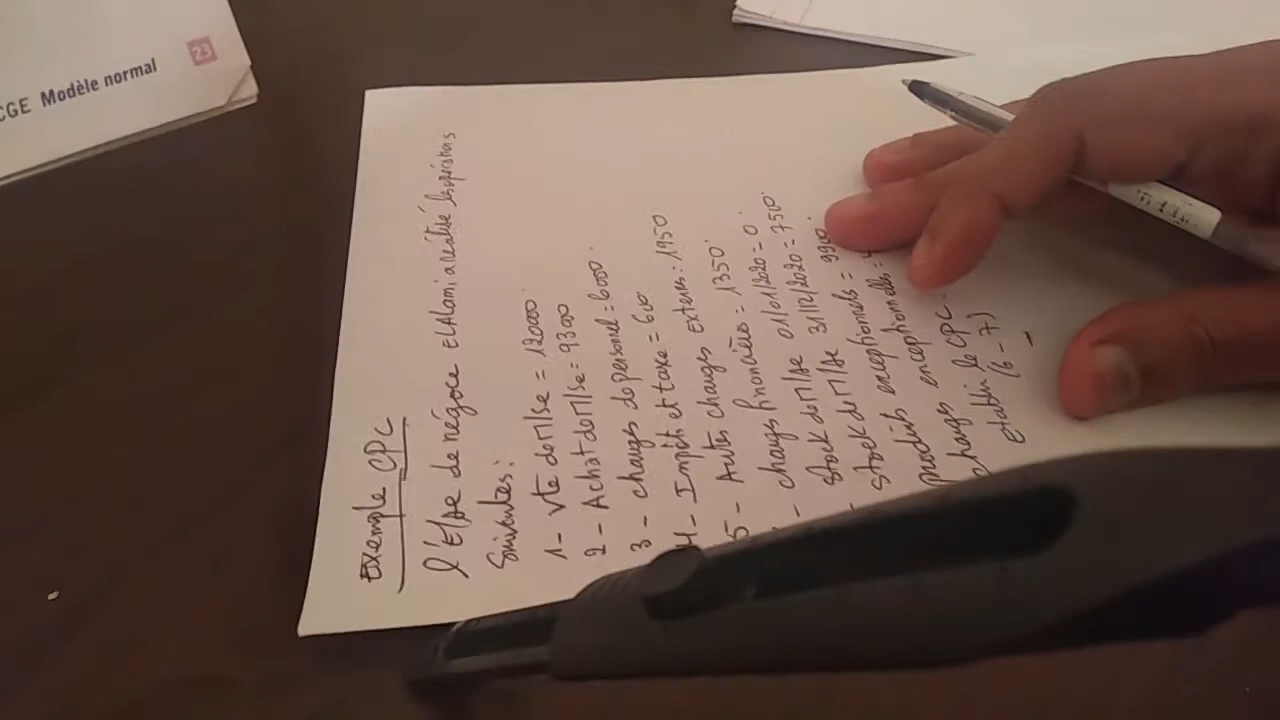 CGE Modèle normal 23
Exemple CPC
l'E/se de négoce ElAlami a réalisé les opérations
Suivantes:
1- Vte de M/se = 12000
2- Achat de M/se = 9300
3- charges de personnel = 6000.
4- Impôt et taxe = 600
5- Autres charges externes = 1950
- charges financières = 1350.
- Stock de M/se 01/01/2020 = 0.
- Stock de M/se 31/12/2020 = 750.
produits exceptionnels = 9900.
charges exceptionnelles =
établir le CPC.
(6-7)